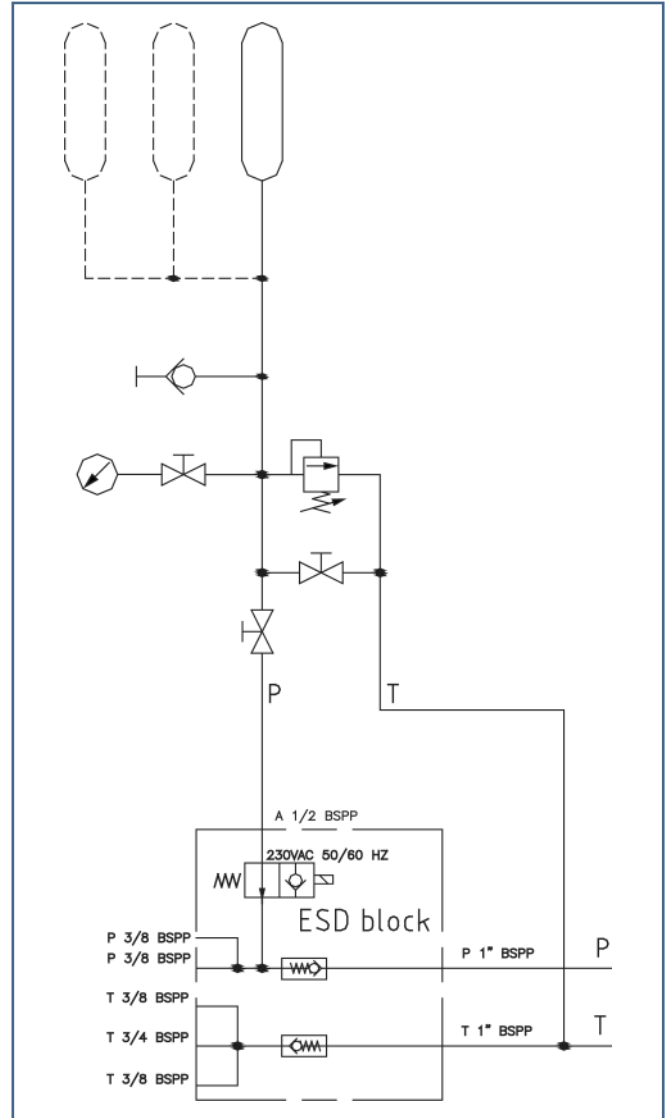 P
T
A 1/2 BSPP
230VAC 50/60 HZ
ESD block
P 3/8 BSPP
P 3/8 BSPP
P 1" BSPP
P
T 3/8 BSPP
T 3/4 BSPP
T 1" BSPP
T
T 3/8 BSPP